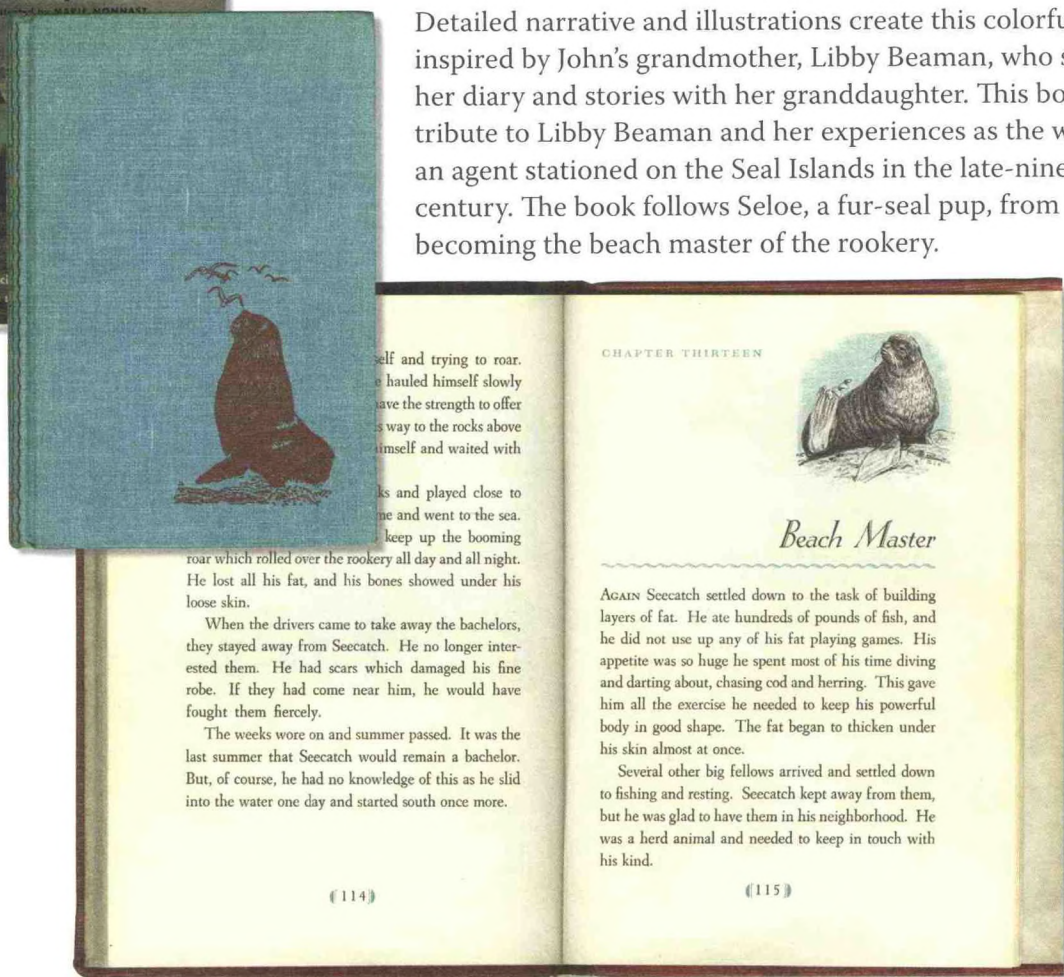 Illustrated by MARIE NONNAST
Detailed narrative and illustrations create this colorfu
inspired by John's grandmother, Libby Beaman, who s
her diary and stories with her granddaughter. This bo
tribute to Libby Beaman and her experiences as the w
an agent stationed on the Seal Islands in the late-nine
century. The book follows Seloe, a fur-seal pup, from
becoming the beach master of the rookery.
elf and trying to roar.
e hauled himself slowly
ave the strength to offer
s way to the rocks above
imself and waited with
ks and played close to
me and went to the sea.
keep up the booming
roar which rolled over the rookery all day and all night.
He lost all his fat, and his bones showed under his
loose skin.
When the drivers came to take away the bachelors,
they stayed away from Seecatch. He no longer inter-
ested them. He had scars which damaged his fine
robe. If they had come near him, he would have
fought them fiercely.
The weeks wore on and summer passed. It was the
last summer that Seecatch would remain a bachelor.
But, of course, he had no knowledge of this as he slid
into the water one day and started south once more.
114
CHAPTER THIRTEEN
Beach Master
AGAIN Seecatch settled down to the task of building
layers of fat. He ate hundreds of pounds of fish, and
he did not use up any of his fat playing games. His
appetite was so huge he spent most of his time diving
and darting about, chasing cod and herring. This gave
him all the exercise he needed to keep his powerful
body in good shape. The fat began to thicken under
his skin almost at once.
Several other big fellows arrived and settled down
to fishing and resting. Seecatch kept away from them,
but he was glad to have them in his neighborhood. He
was a herd animal and needed to keep in touch with
his kind.
115